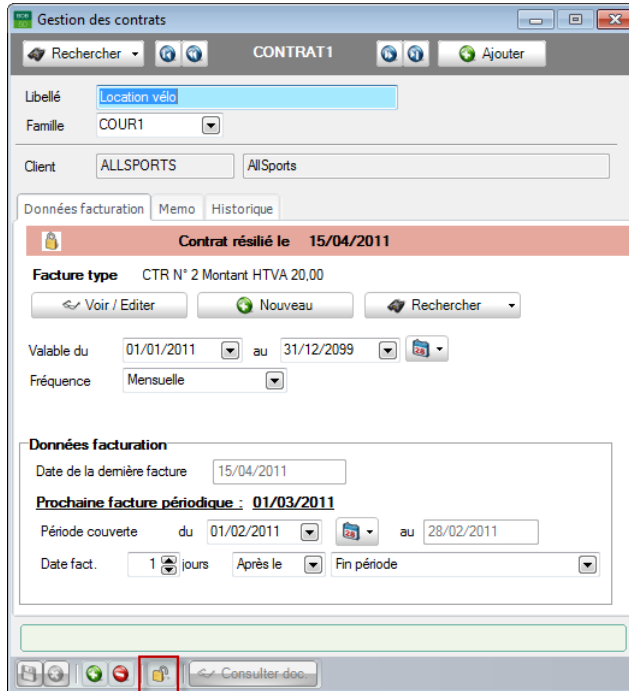 Gestion des contrats
Rechercher CONTRAT1 Ajouter
Libellé Location vélo
Famille COUR1
Client ALLSPORTS AllSports
Données facturation Memo Historique
Contrat résilié le 15/04/2011
Facture type CTR N° 2 Montant HTVA 20,00
Voir / Editer Nouveau Rechercher
Valable du 01/01/2011 au 31/12/2099
Fréquence Mensuelle
Données facturation
Date de la dernière facture 15/04/2011
Prochaine facture périodique : 01/03/2011
Période couverte du 01/02/2011 au 28/02/2011
Date fact. 1 jours Après le Fin période
Consulter doc.